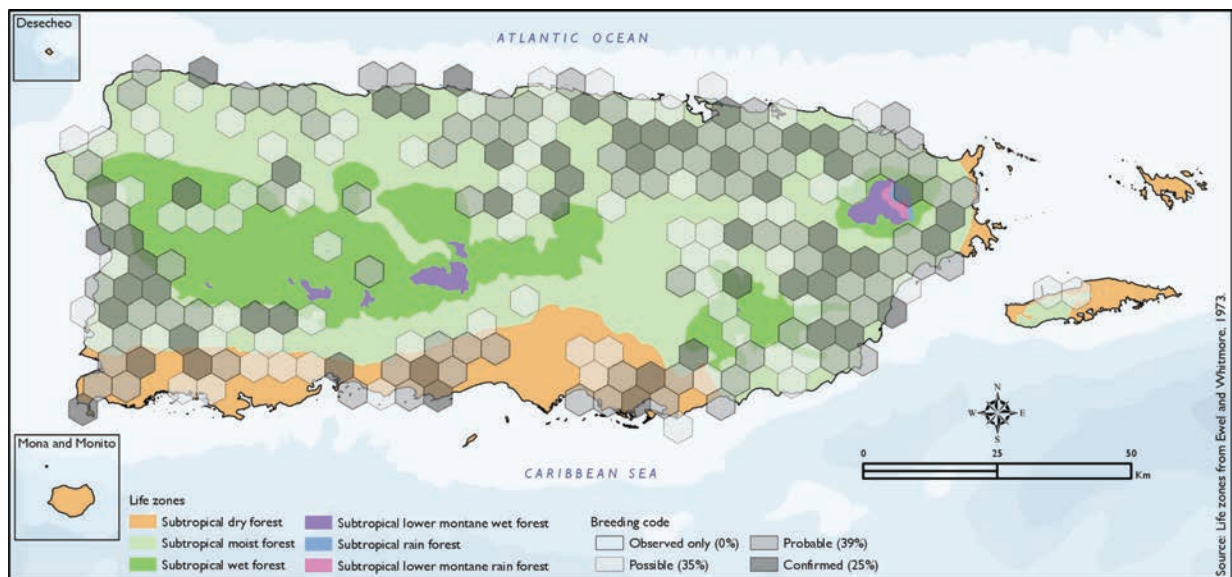 Desecheo
ATLANTIC OCEAN
Source: Life zones from Ewel and Whitmore, 1973.
N
W E
S
Mona and Monito
0 25 50
Km
CARIBBEAN SEA
Life zones
Subtropical dry forest
Subtropical moist forest
Subtropical wet forest
Subtropical lower montane wet forest
Subtropical rain forest
Subtropical lower montane rain forest
Breeding code
Observed only (0%)
Possible (35%)
Probable (39%)
Confirmed (25%)